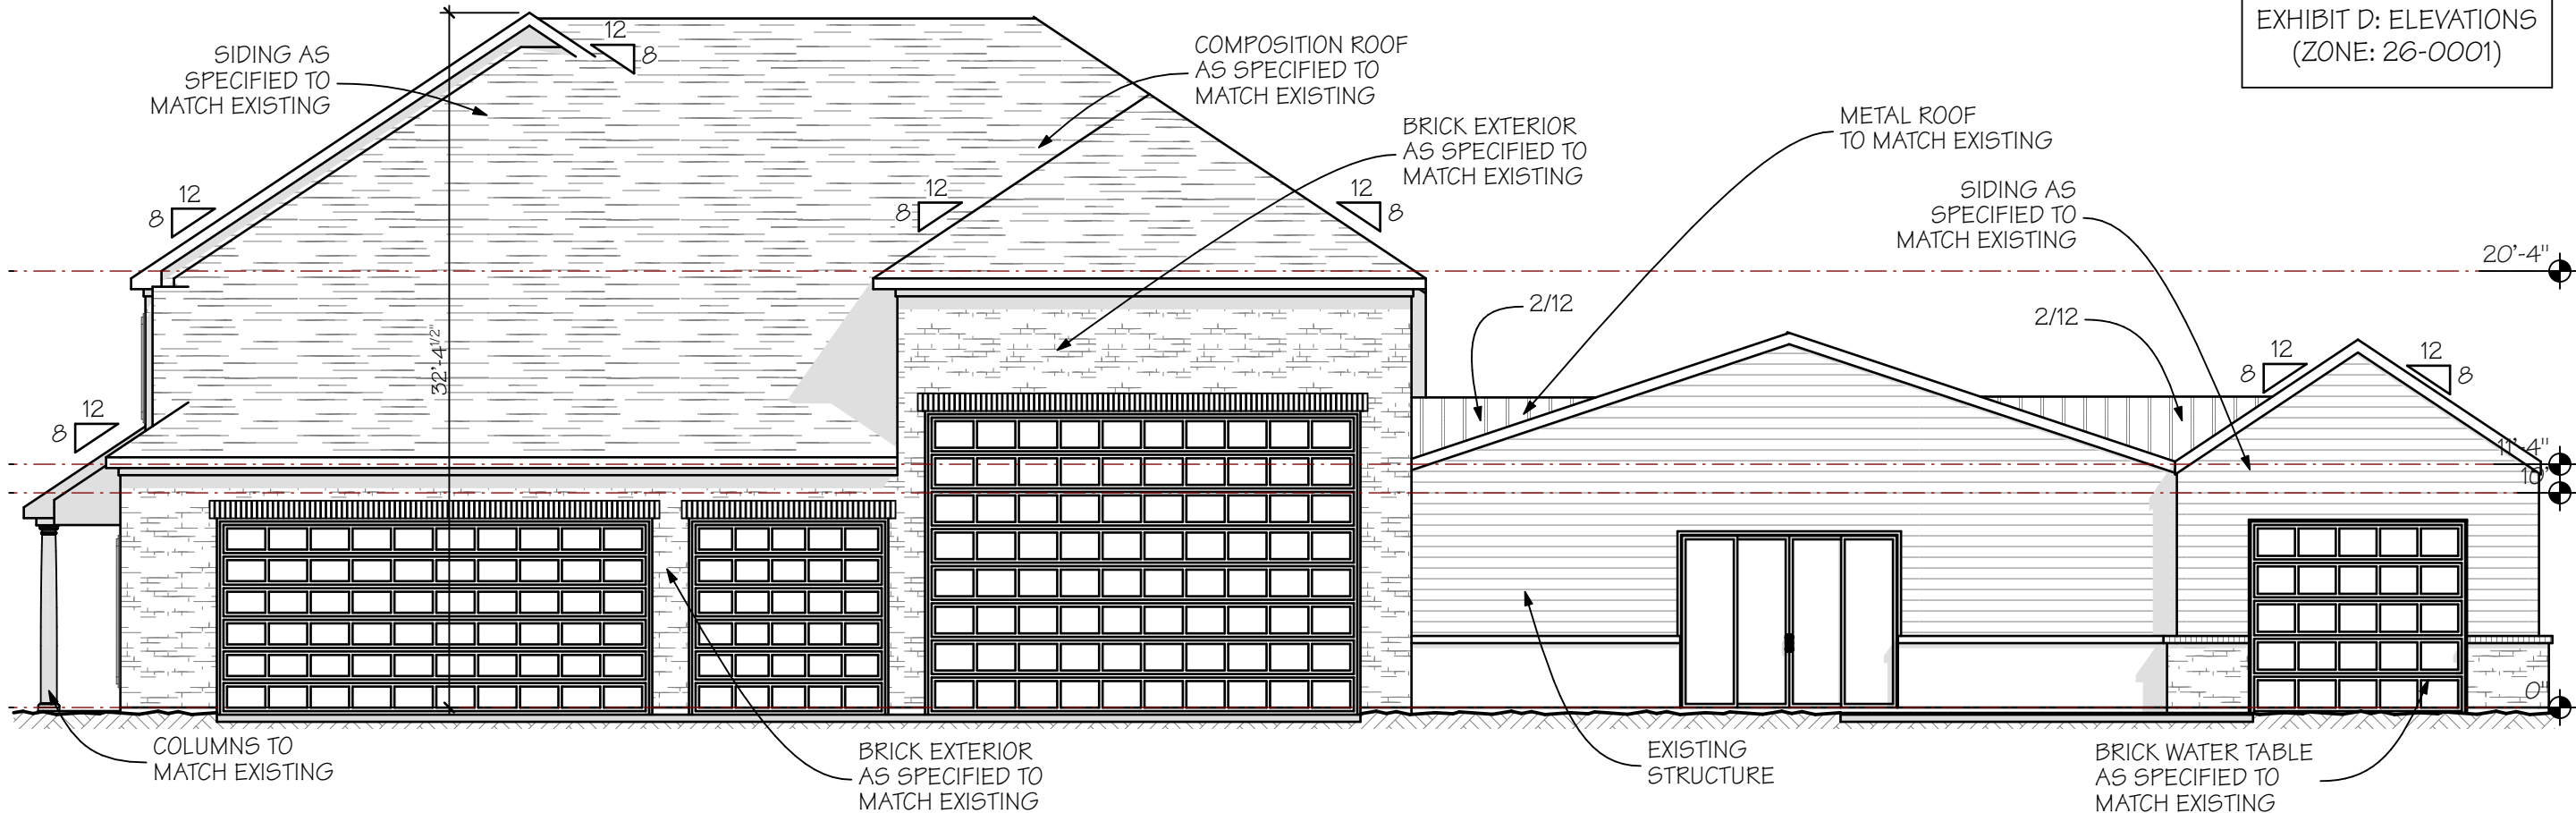 EXHIBIT D: ELEVATIONS
(ZONE: 26-0001)
SIDING AS
SPECIFIED TO
MATCH EXISTING
12
8
COMPOSITION ROOF
AS SPECIFIED TO
MATCH EXISTING
BRICK EXTERIOR
AS SPECIFIED TO
MATCH EXISTING
METAL ROOF
TO MATCH EXISTING
SIDING AS
SPECIFIED TO
MATCH EXISTING
12
8
12
8
12
8
20'-4"
2/12
2/12
32'-4 1/2"
12
8
12
8
12
8
11'-4"
10'
0"
COLUMNS TO
MATCH EXISTING
BRICK EXTERIOR
AS SPECIFIED TO
MATCH EXISTING
EXISTING
STRUCTURE
BRICK WATER TABLE
AS SPECIFIED TO
MATCH EXISTING